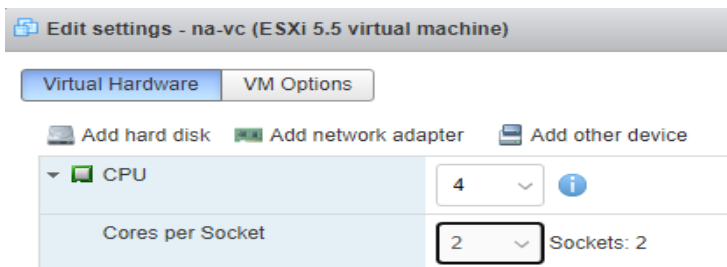 Edit settings - na-vc (ESXi 5.5 virtual machine)
Virtual Hardware VM Options
Add hard disk Add network adapter Add other device
CPU 4
Cores per Socket 2 Sockets: 2